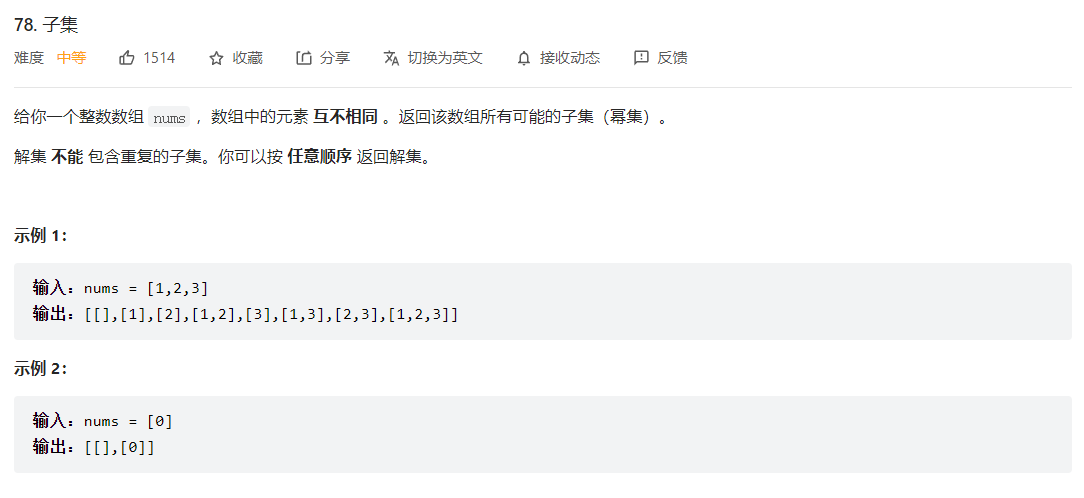 78. 子集
难度 中等 1514 收藏 分享 切换为英文 接收动态 反馈
给你一个整数数组 nums ，数组中的元素 互不相同 。返回该数组所有可能的子集（幂集）。
解集 不能 包含重复的子集。你可以按 任意顺序 返回解集。
示例 1：
输入：nums = [1,2,3]
输出：[[],[1],[2],[1,2],[3],[1,3],[2,3],[1,2,3]]
示例 2：
输入：nums = [0]
输出：[[],[0]]